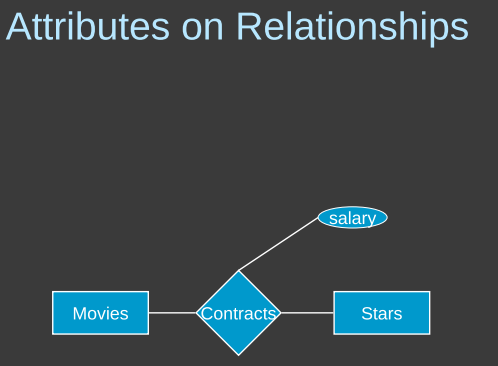 Attributes on Relationships
salary
Movies
Contracts
Stars